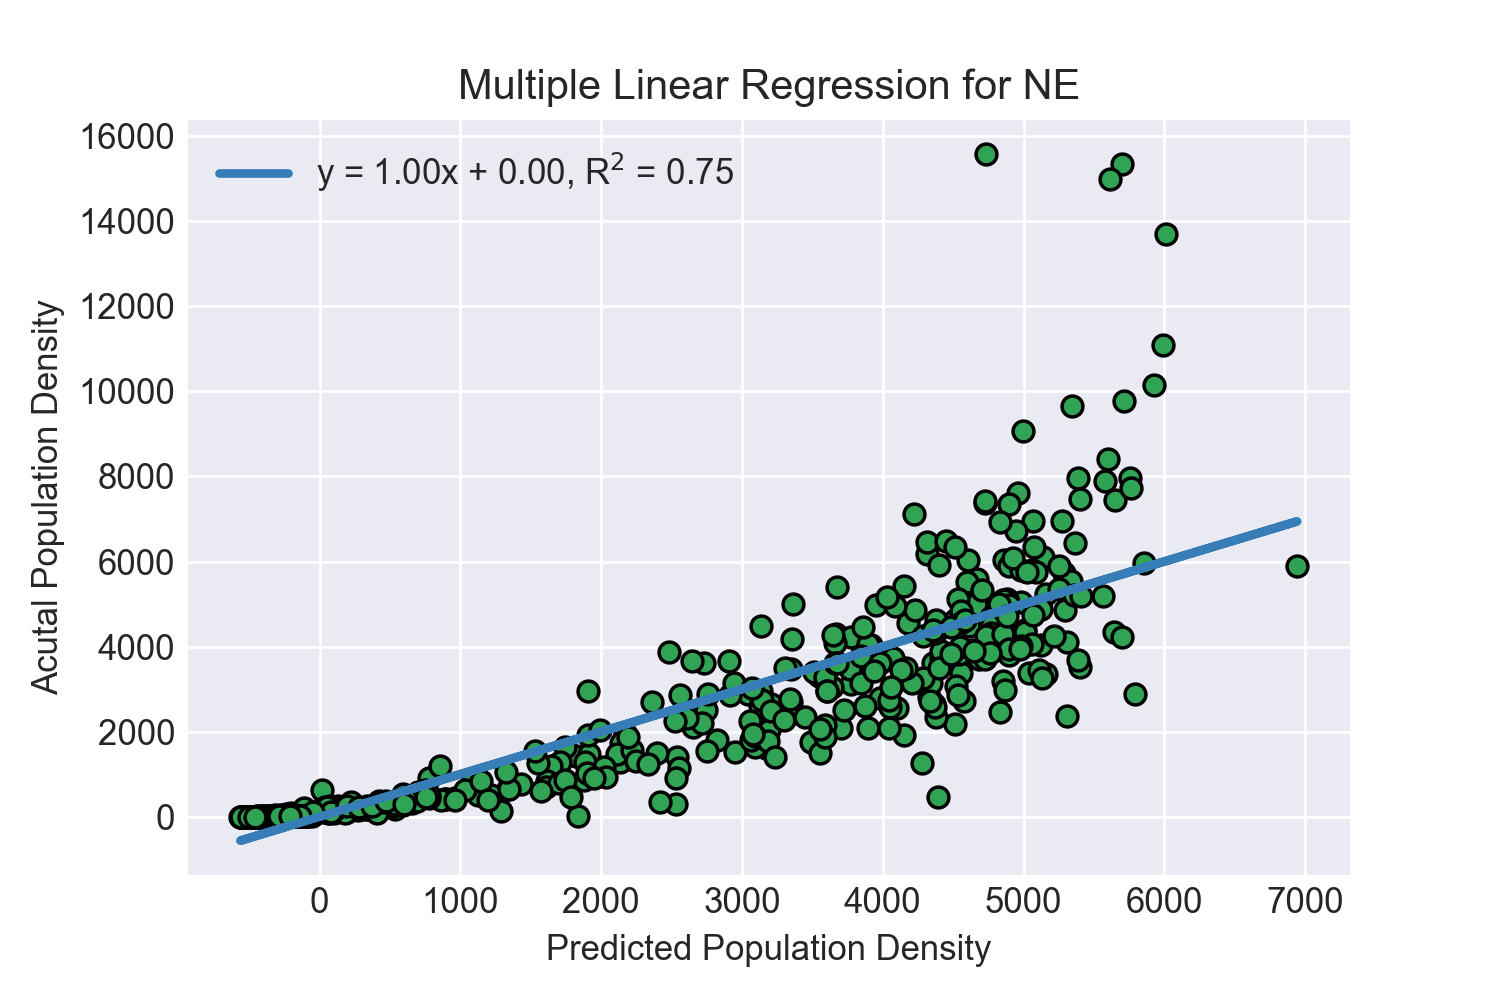 Multiple Linear Regression for NE
y = 1.00x + 0.00, R² = 0.75
Acutal Population Density
16000
14000
12000
10000
8000
6000
4000
2000
0
0 1000 2000 3000 4000 5000 6000 7000
Predicted Population Density